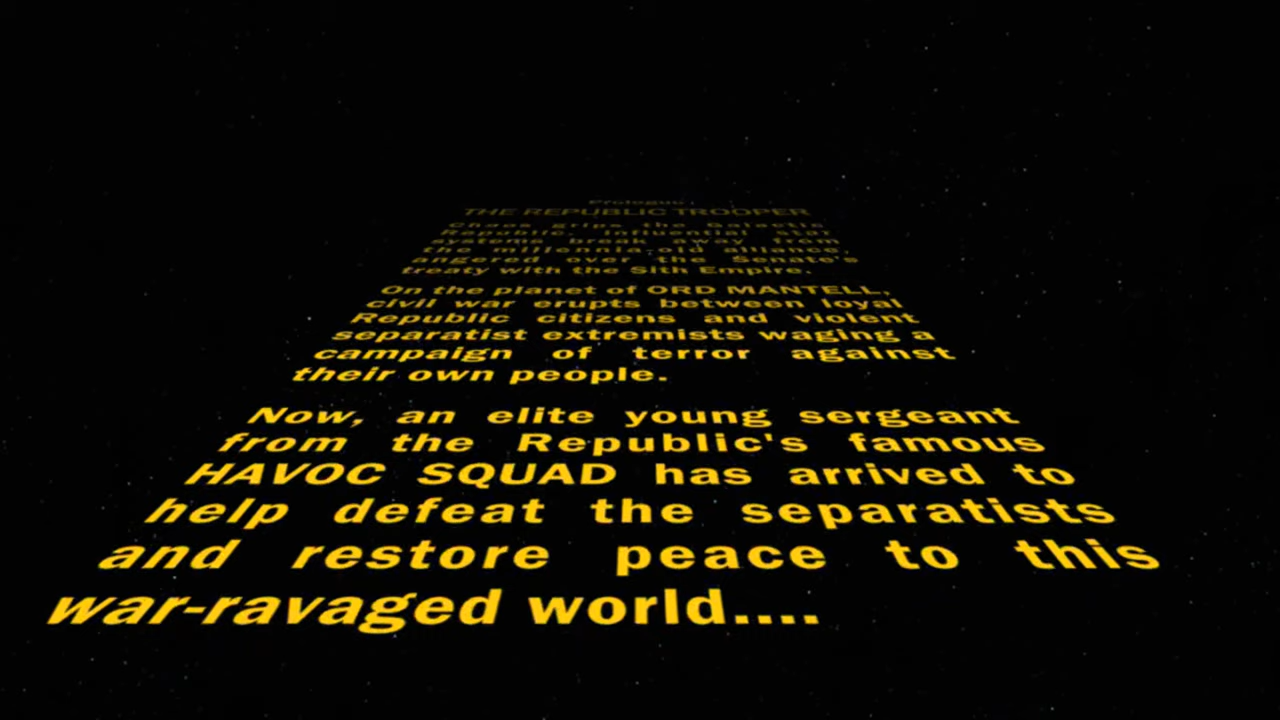 Prologue
THE REPUBLIC TROOPER
Chaos grips the Galactic
Republic. Influential star
systems break away from
the millennia-old alliance,
angered over the Senate's
treaty with the Sith Empire.
On the planet of ORD MANTELL,
civil war erupts between loyal
Republic citizens and violent
separatist extremists waging a
campaign of terror against
their own people.
Now, an elite young sergeant
from the Republic's famous
HAVOC SQUAD has arrived to
help defeat the separatists
and restore peace to this
war-ravaged world....